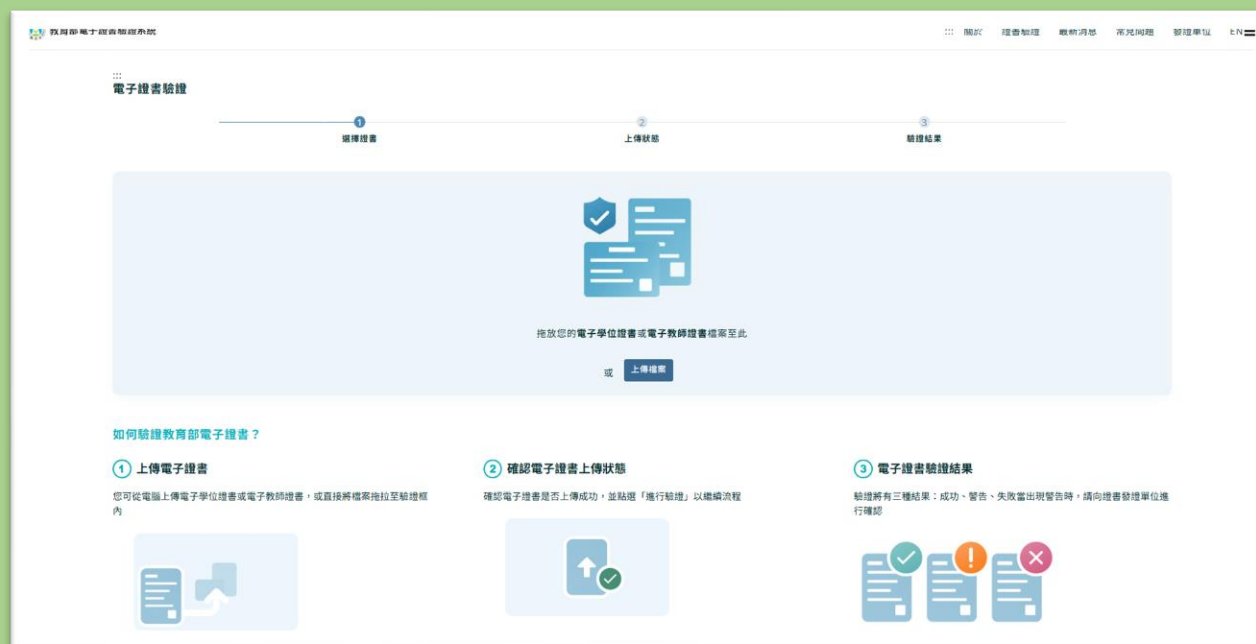 教育部電子證書驗證系統
::: 關於 證書驗證 最新消息 常見問題 發證單位 EN
:::
電子證書驗證
1 2 3
選擇證書 上傳狀態 驗證結果
拖放您的電子學位證書或電子教師證書檔案至此
或 上傳檔案
如何驗證教育部電子證書？
1 上傳電子證書
您可從電腦上傳電子學位證書或電子教師證書，或直接將檔案拖拉至驗證框
內
2 確認電子證書上傳狀態
確認電子證書是否上傳成功，並點選「進行驗證」以繼續流程
3 電子證書驗證結果
驗證將有三種結果：成功、警告、失敗當出現警告時，請向證書發證單位進
行確認